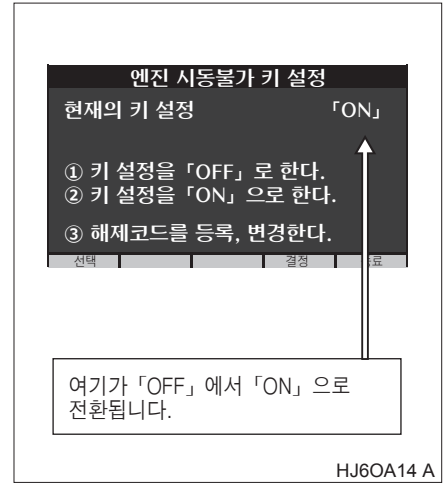 엔진 시동불가 키 설정
현재의 키 설정 「ON」
① 키 설정을「OFF」로 한다.
② 키 설정을「ON」으로 한다.
③ 해제코드를 등록, 변경한다.
선택 결정
여기가「OFF」에서「ON」으로
전환됩니다.
HJ6OA14 A